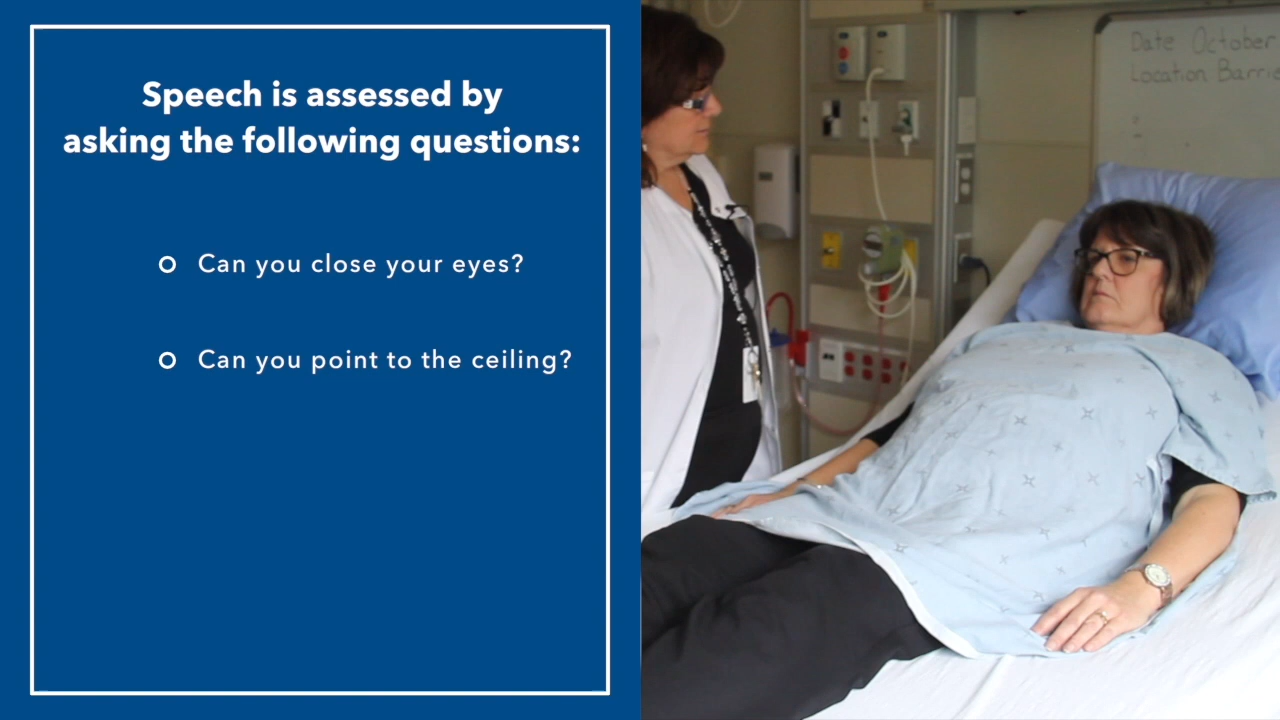 Speech is assessed by
asking the following questions:
Can you close your eyes?
Can you point to the ceiling?
Date October
Location Barrie